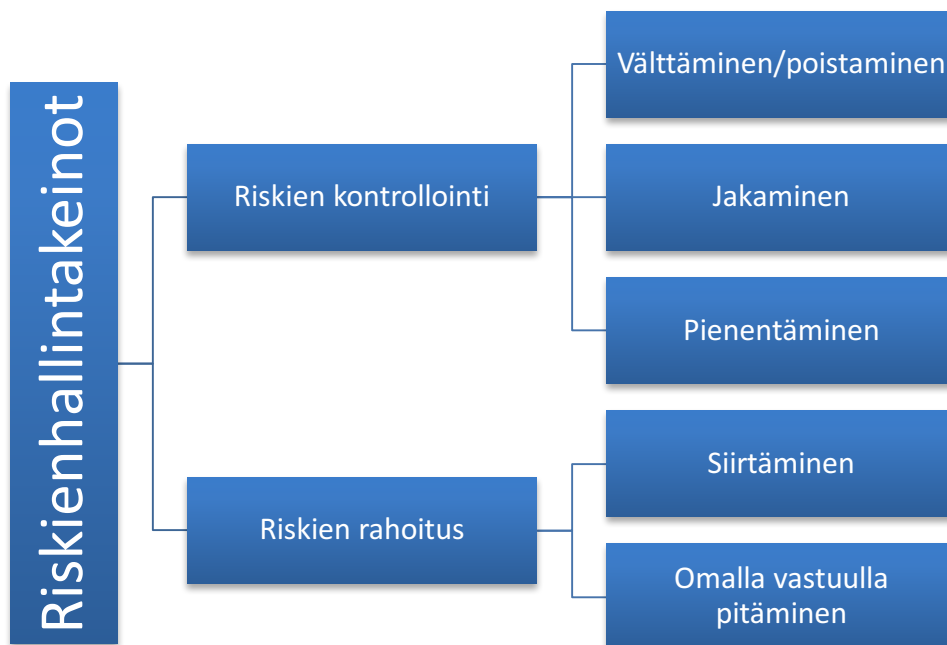 Riskienhallintakeinot
Riskien kontrollointi
Välttäminen/poistaminen
Jakaminen
Pienentäminen
Riskien rahoitus
Siirtäminen
Omalla vastuulla
pitäminen